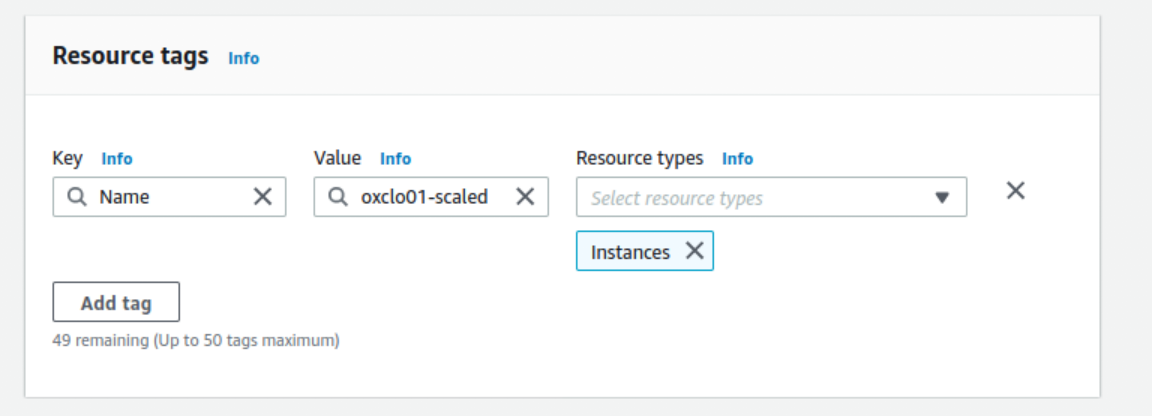 Resource tags Info
Key Info Value Info Resource types Info
Name oxclo01-scaled Select resource types
Instances
Add tag
49 remaining (Up to 50 tags maximum)